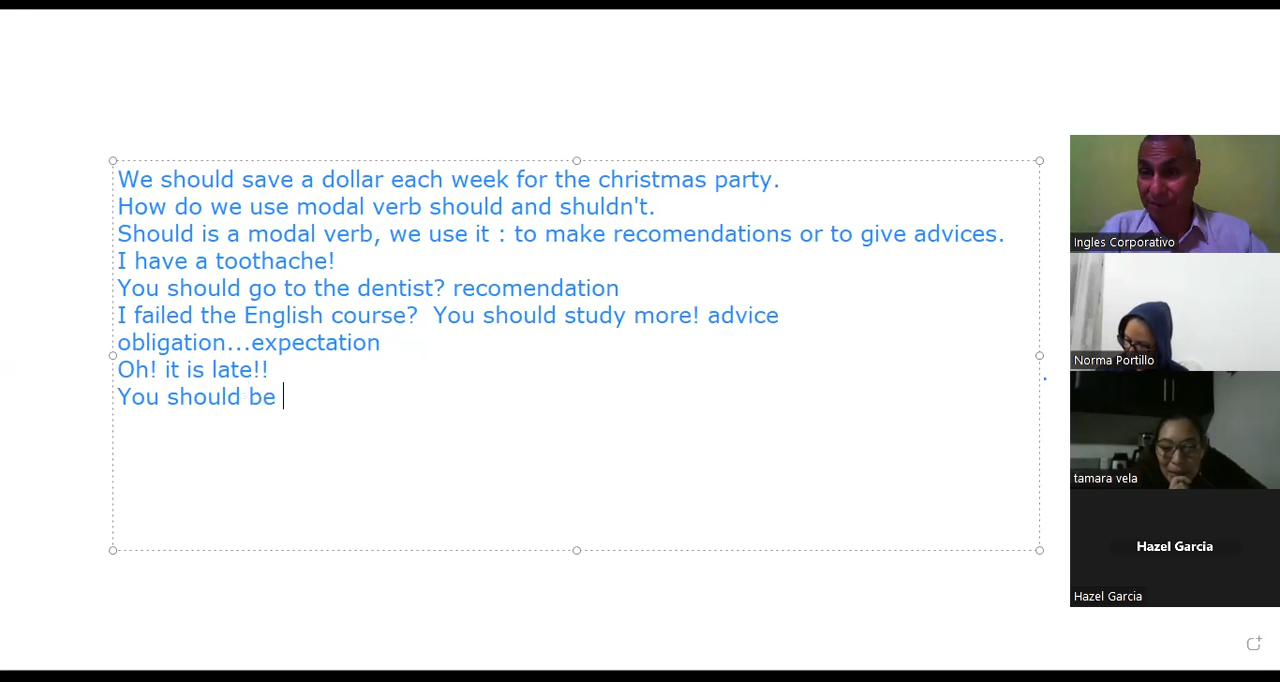 We should save a dollar each week for the christmas party.
How do we use modal verb should and shuldn't.
Should is a modal verb, we use it : to make recomendations or to give advices.
I have a toothache!
You should go to the dentist? recomendation
I failed the English course?  You should study more! advice
obligation...expectation
Oh! it is late!!
You should be
Ingles Corporativo
Norma Portillo
tamara vela
Hazel Garcia
Hazel Garcia